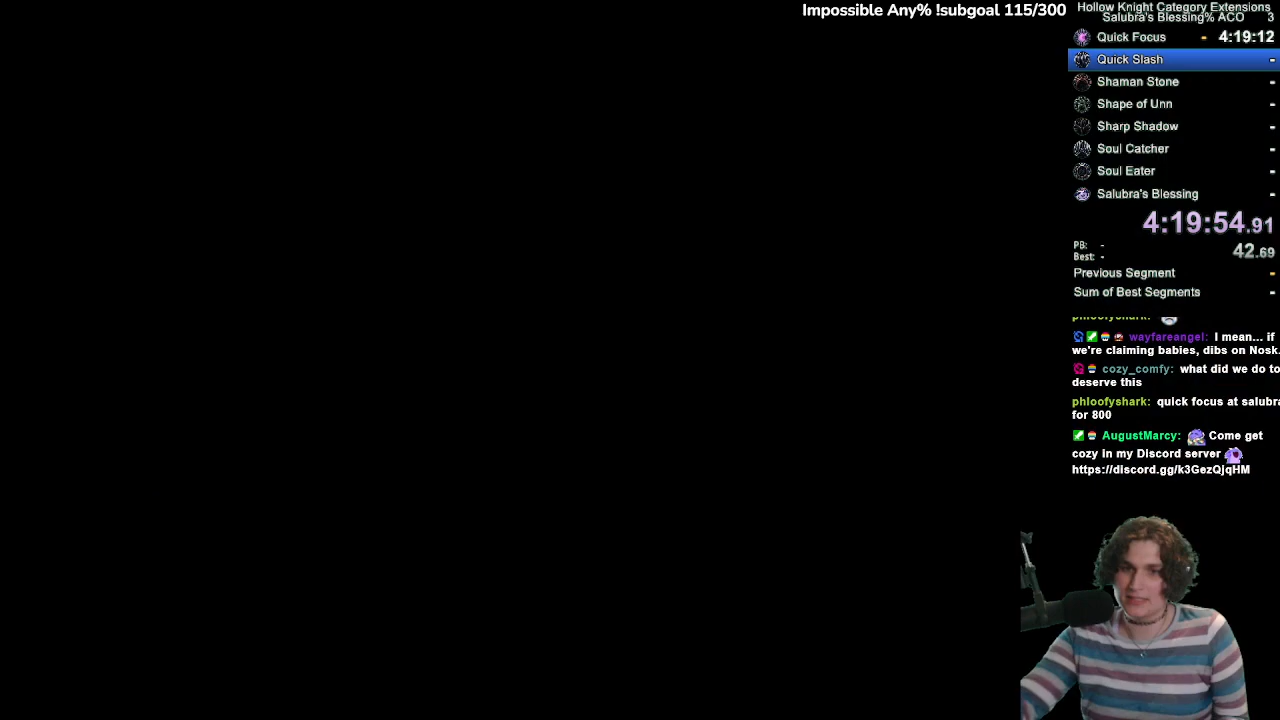 Impossible Any% !subgoal 115/300
Hollow Knight Category Extensions
Salubra's Blessing% ACO 3
Quick Focus - 4:19:12
Quick Slash -
Shaman Stone -
Shape of Unn -
Sharp Shadow -
Soul Catcher -
Soul Eater -
Salubra's Blessing -
4:19:54.91
PB: -
Best: -
42.69
Previous Segment -
Sum of Best Segments -
phloofyshark:
wayfareangel: I mean... if
we're claiming babies, dibs on Nosk.
cozy_comfy: what did we do to
deserve this
phloofyshark: quick focus at salubra
for 800
AugustMarcy: Come get
cozy in my Discord server
https://discord.gg/k3GezQjqHM